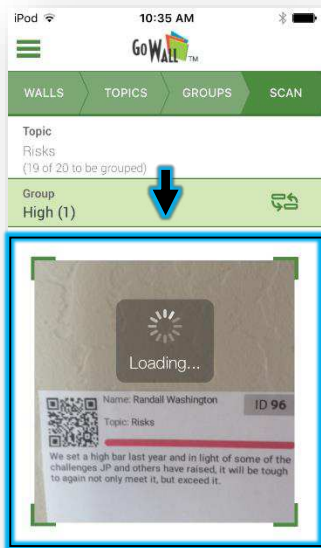 iPod
10:35 AM
GoWALL TM
WALLS
TOPICS
GROUPS
SCAN
Topic
Risks
(19 of 20 to be grouped)
Group
High (1)
Loading...
Name: Randall Washington
ID 96
Topic: Risks
We set a high bar last year and in light of some of the
challenges JP and others have raised, it will be tough
to again not only meet it, but exceed it.